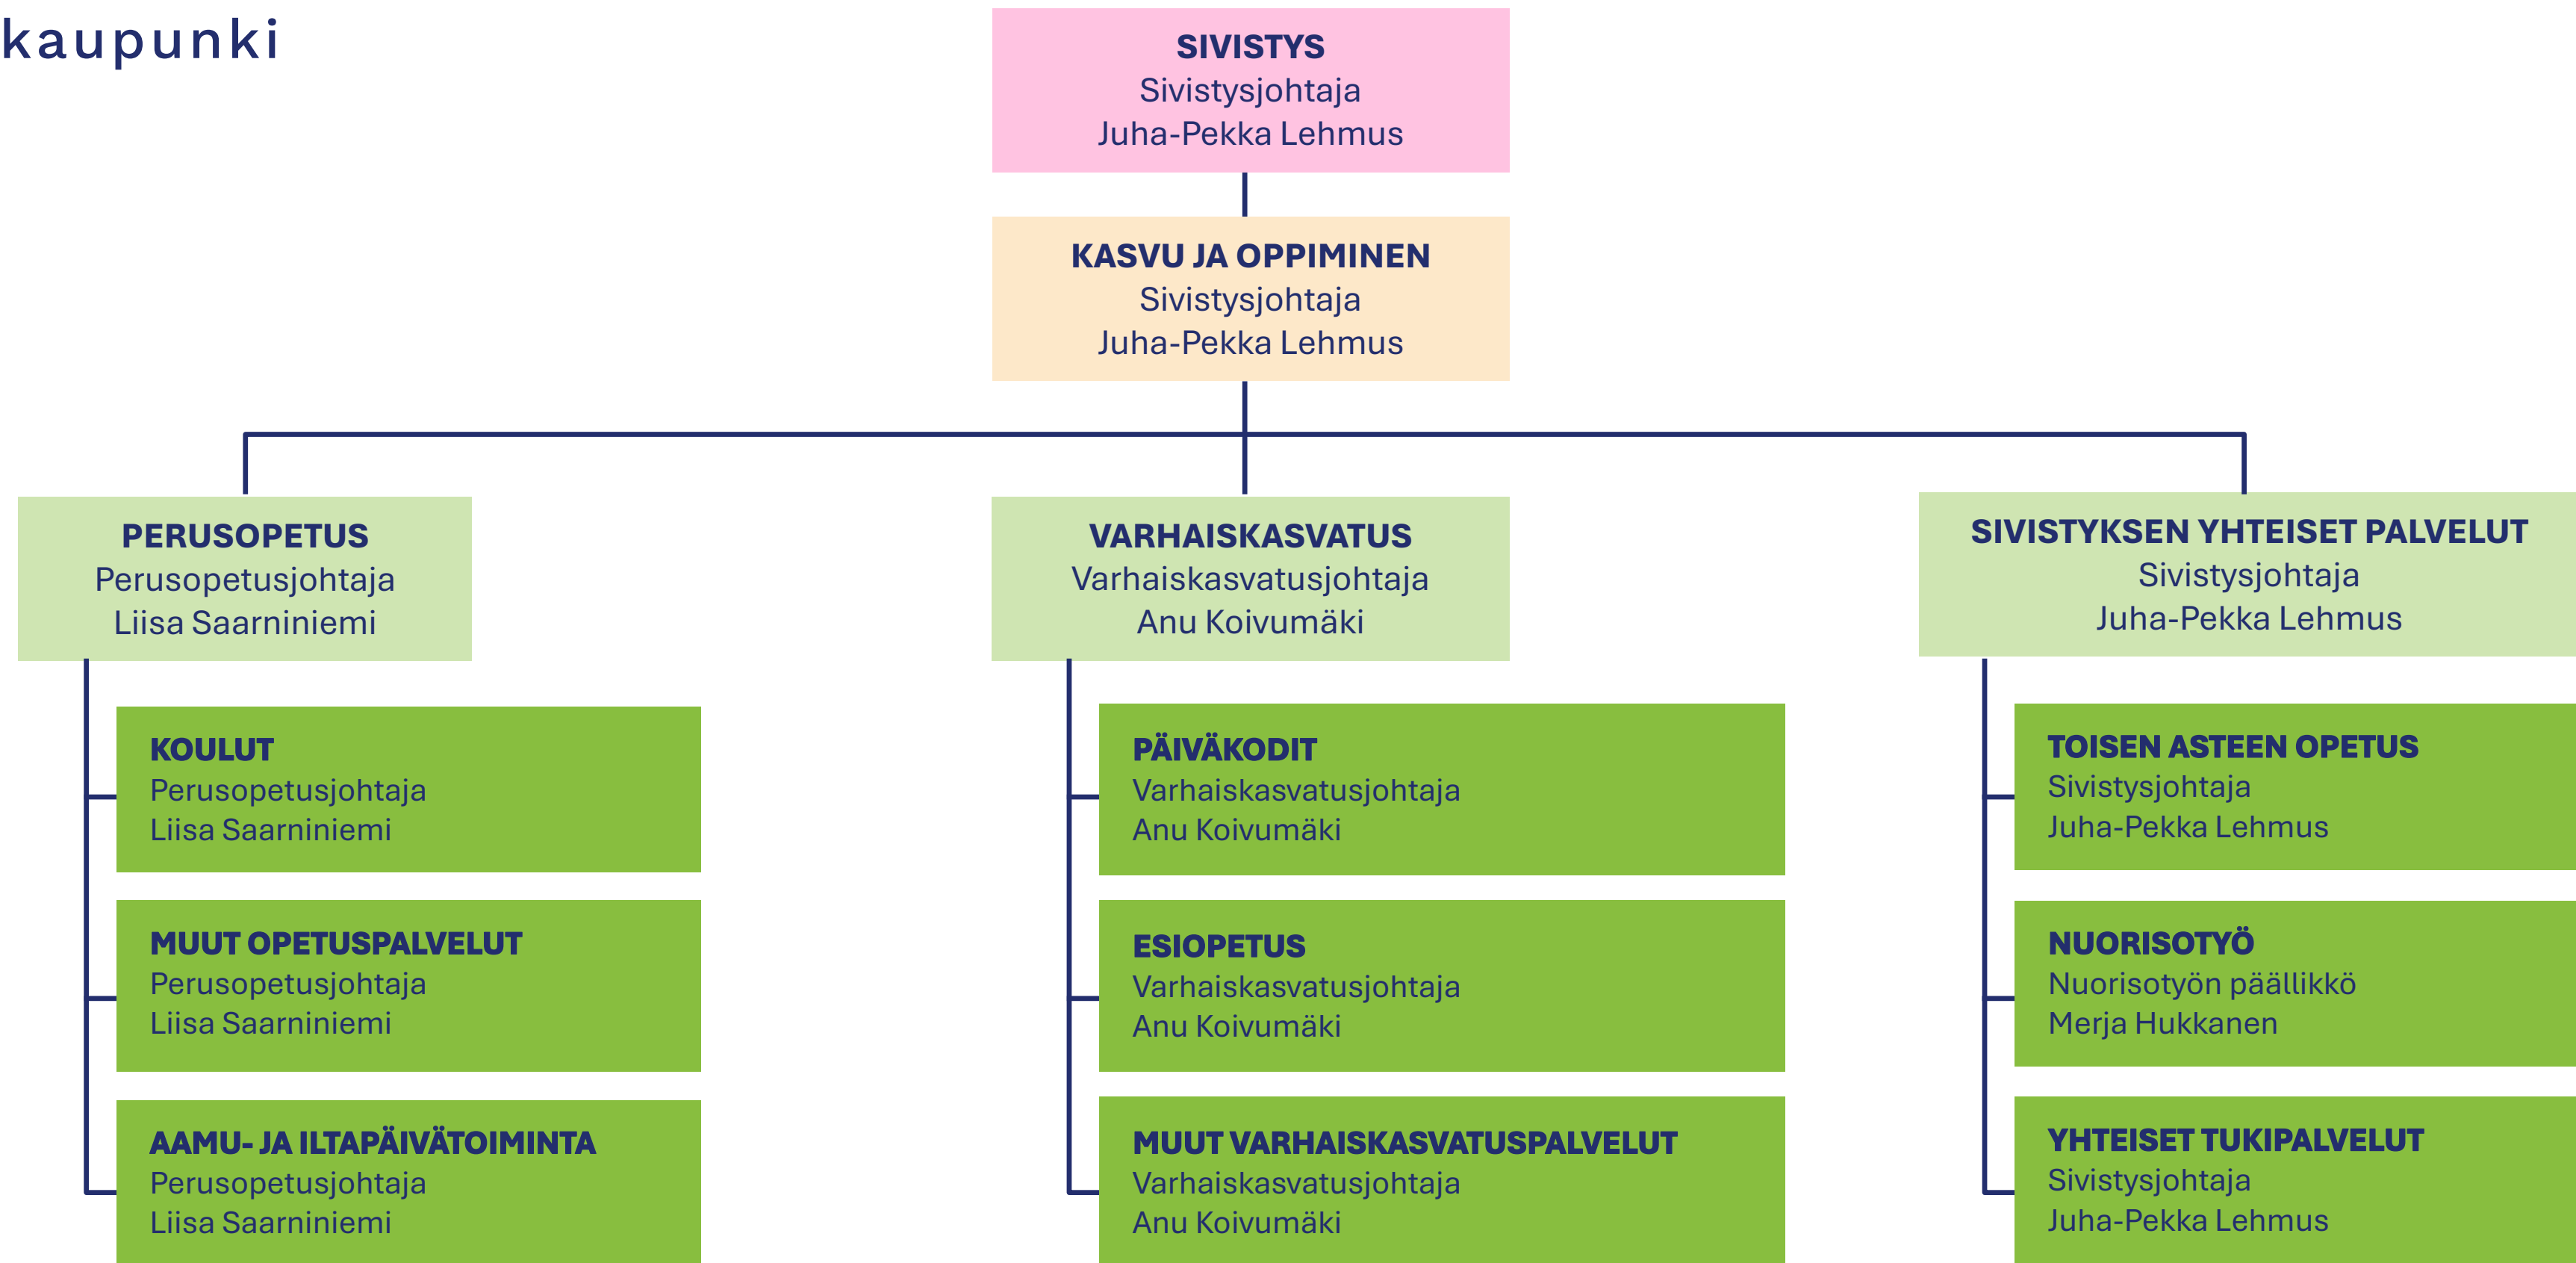 kaupunki
SIVISTYS
Sivistysjohtaja
Juha-Pekka Lehmus
KASVU JA OPPIMINEN
Sivistysjohtaja
Juha-Pekka Lehmus
PERUSOPETUS
Perusopetusjohtaja
Liisa Saarniniemi
KOULUT
Perusopetusjohtaja
Liisa Saarniniemi
MUUT OPETUSPALVELUT
Perusopetusjohtaja
Liisa Saarniniemi
AAMU- JA ILTAPÄIVÄTOIMINTA
Perusopetusjohtaja
Liisa Saarniniemi
VARHAISKASVATUS
Varhaiskasvatusjohtaja
Anu Koivumäki
PÄIVÄKODIT
Varhaiskasvatusjohtaja
Anu Koivumäki
ESIOPETUS
Varhaiskasvatusjohtaja
Anu Koivumäki
MUUT VARHAISKASVATUSPALVELUT
Varhaiskasvatusjohtaja
Anu Koivumäki
SIVISTYKSEN YHTEISET PALVELUT
Sivistysjohtaja
Juha-Pekka Lehmus
TOISEN ASTEEN OPETUS
Sivistysjohtaja
Juha-Pekka Lehmus
NUORISOTYÖ
Nuorisotyön päällikkö
Merja Hukkanen
YHTEISET TUKIPALVELUT
Sivistysjohtaja
Juha-Pekka Lehmus